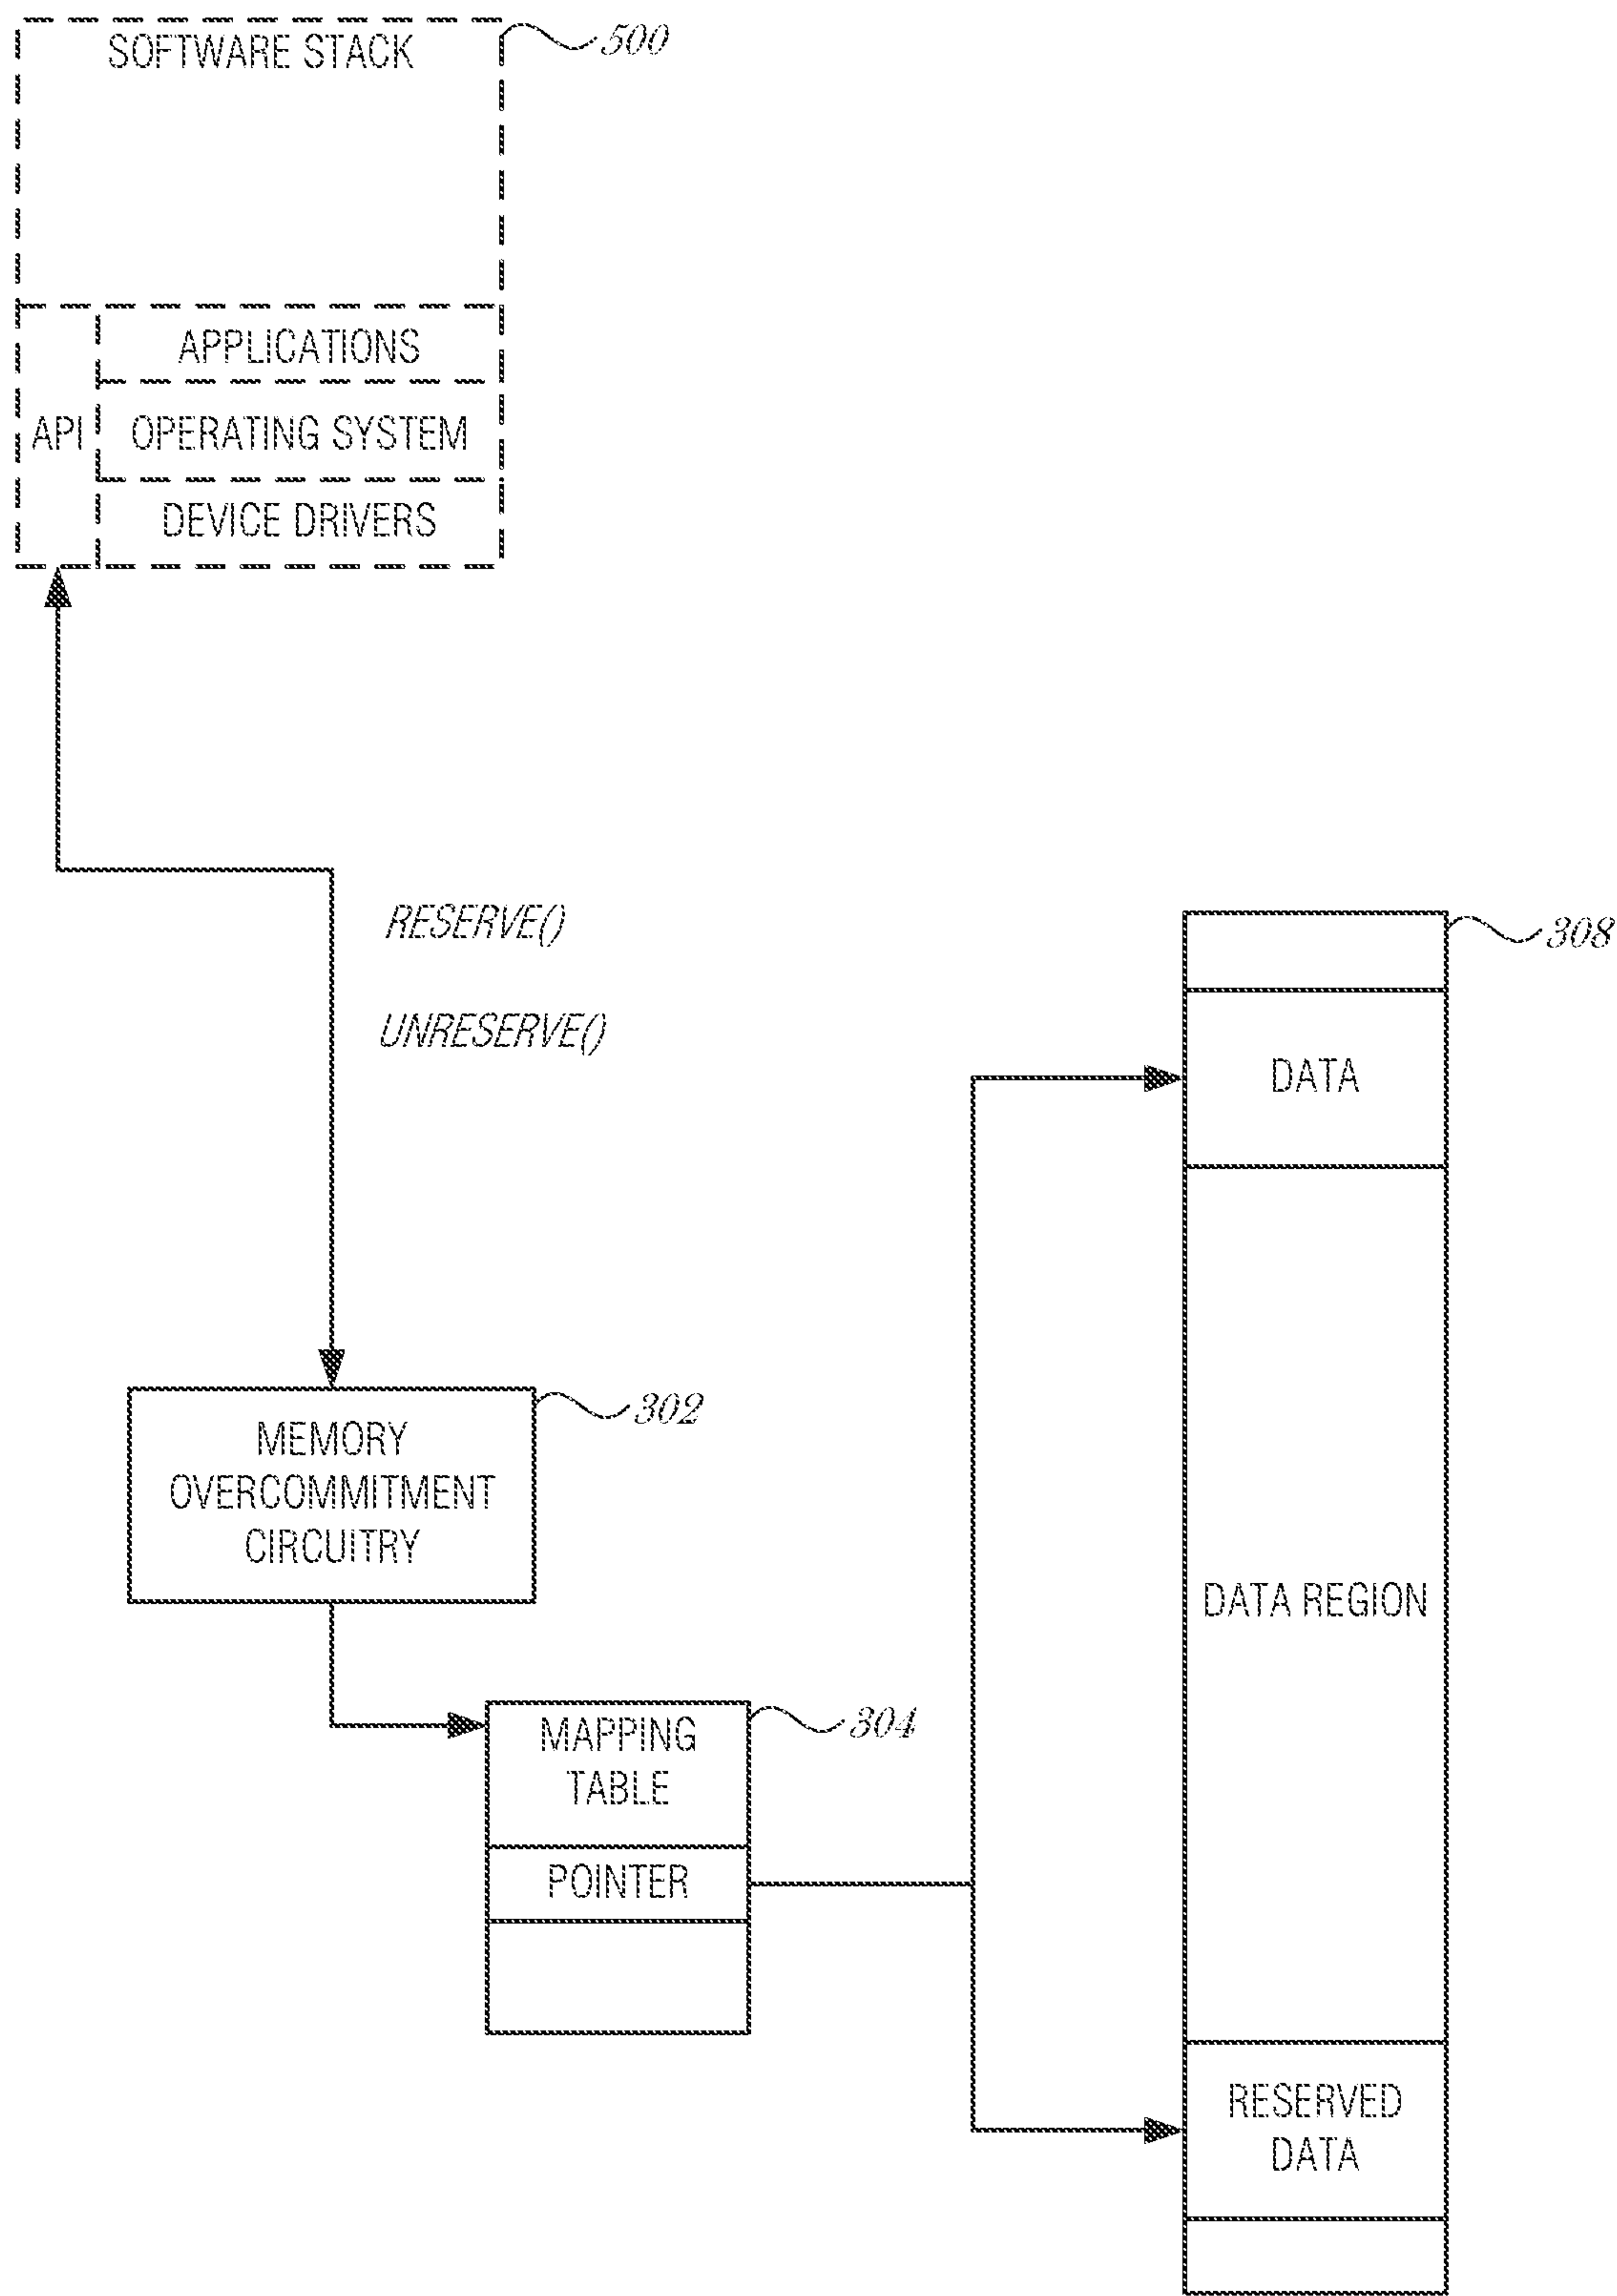 SOFTWARE STACK
500
APPLICATIONS
API
OPERATING SYSTEM
DEVICE DRIVERS
RESERVE()
UNRESERVE()
308
DATA
302
MEMORY
OVERCOMMITMENT
CIRCUITRY
DATA REGION
304
MAPPING
TABLE
POINTER
RESERVED
DATA